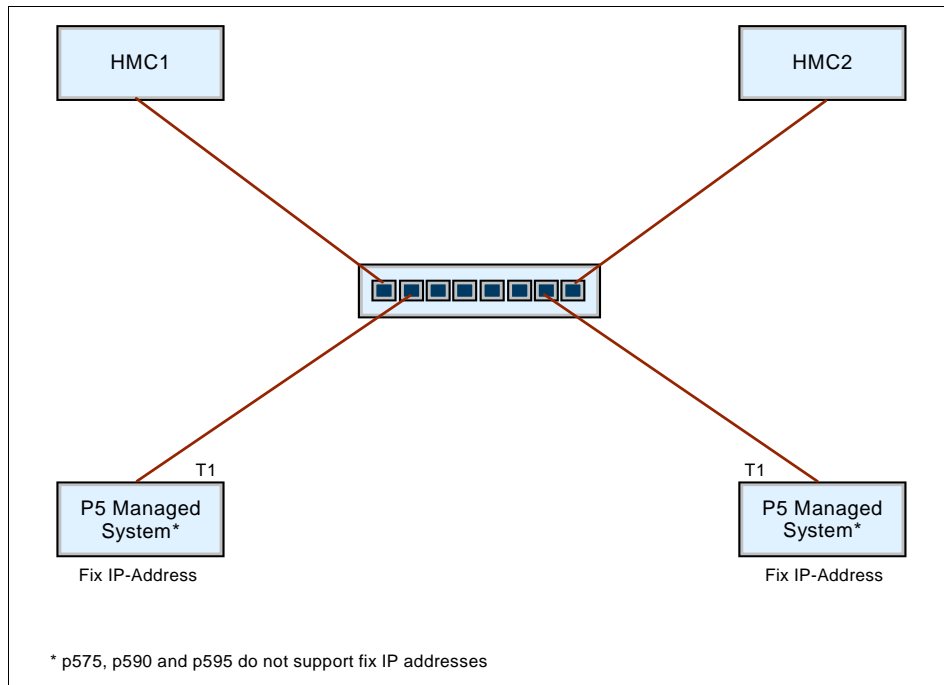 HMC1
HMC2
T1
T1
P5 Managed
System*
P5 Managed
System*
Fix IP-Address
Fix IP-Address
* p575, p590 and p595 do not support fix IP addresses